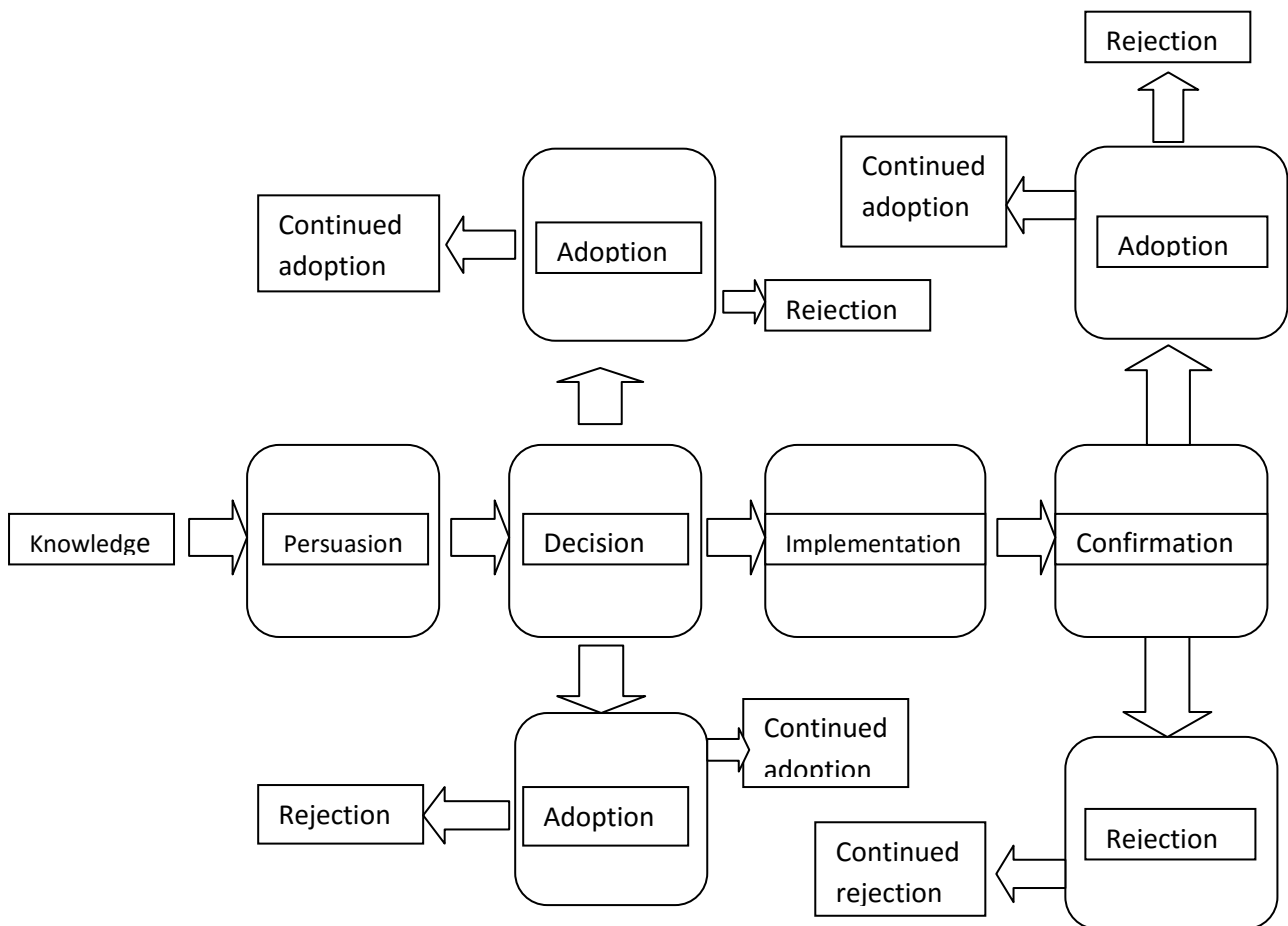 Rejection
Continued
adoption
Adoption
Continued
adoption
Adoption
Rejection
Knowledge
Persuasion
Decision
Implementation
Confirmation
Continued
adoption
Rejection
Adoption
Continued
rejection
Rejection